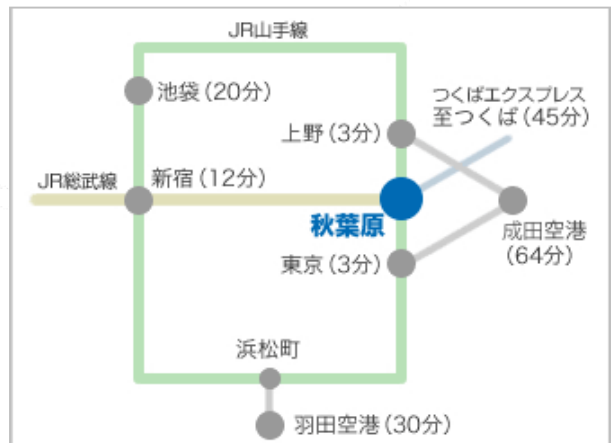 JR山手線
池袋(20分)
つくばエクスプレス
至つくば(45分)
上野(3分)
JR総武線
新宿(12分)
秋葉原
成田空港
(64分)
東京(3分)
浜松町
羽田空港(30分)